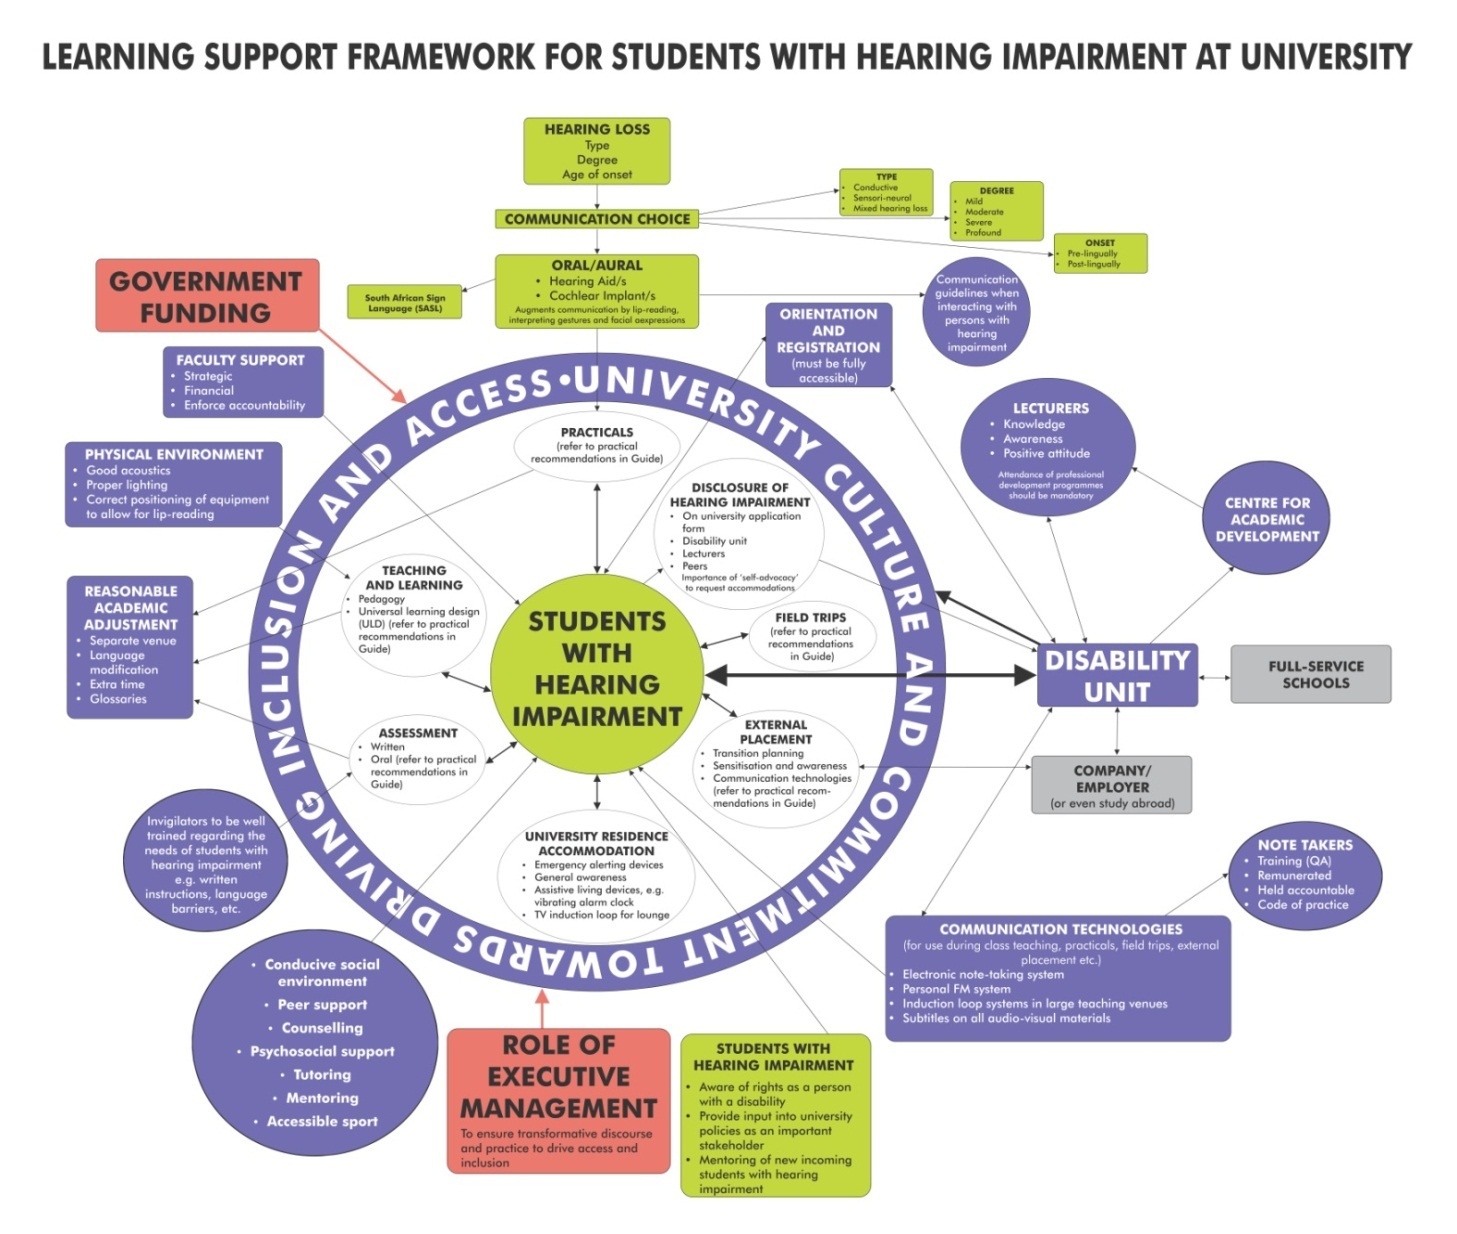 LEARNING SUPPORT FRAMEWORK FOR STUDENTS WITH HEARING IMPAIRMENT AT UNIVERSITY
HEARING LOSS
Type
Degree
Age of onset
COMMUNICATION CHOICE
TYPE
• Conductive
• Sensori-neural
• Mixed hearing loss
DEGREE
• Mild
• Moderate
• Severe
• Profound
ONSET
• Pre-lingually
• Post-lingually
ORAL/AURAL
• Hearing Aid/s
• Cochlear Implant/s
Augments communication by lip-reading,
interpreting gestures and facial aexpressions
South African Sign
Language (SASL)
Communication
guidelines when
interacting with
persons with
hearing
impairment
GOVERNMENT
FUNDING
ORIENTATION
AND
REGISTRATION
(must be fully
accessible)
FACULTY SUPPORT
• Strategic
• Financial
• Enforce accountability
PHYSICAL ENVIRONMENT
• Good acoustics
• Proper lighting
• Correct positioning of equipment
to allow for lip-reading
REASONABLE
ACADEMIC
ADJUSTMENT
• Separate venue
• Language
modification
• Extra time
• Glossaries
UNIVERSITY CULTURE AND COMMITMENT TOWARDS DRIVING INCLUSION AND ACCESS•
PRACTICALS
(refer to practical
recommendations in Guide)
DISCLOSURE OF
HEARING IMPAIRMENT
• On university application
form
• Disability unit
• Lecturers
• Peers
Importance of 'self-advocacy'
to request accommodations
TEACHING
AND LEARNING
• Pedagogy
• Universal learning design
(ULD) (refer to practical
recommendations in
Guide)
STUDENTS
WITH
HEARING
IMPAIRMENT
FIELD TRIPS
(refer to practical
recommendations
in Guide)
ASSESSMENT
• Written
• Oral (refer to practical
recommendations in
Guide)
EXTERNAL
PLACEMENT
• Transition planning
• Sensitisation and awareness
• Communication technologies
(refer to practical recom-
mendations in Guide)
UNIVERSITY RESIDENCE
ACCOMMODATION
• Emergency alerting devices
• General awareness
• Assistive living devices, e.g.
vibrating alarm clock
• TV induction loop for lounge
LECTURERS
• Knowledge
• Awareness
• Positive attitude
Attendance of professional
development programmes
should be mandatory
CENTRE FOR
ACADEMIC
DEVELOPMENT
DISABILITY
UNIT
FULL-SERVICE
SCHOOLS
COMPANY/
EMPLOYER
(or even study abroad)
Invigilators to be well
trained regarding the
needs of students with
hearing impairment
e.g. written
instructions, language
barriers, etc.
NOTE TAKERS
• Training (QA)
• Remunerated
• Held accountable
• Code of practice
COMMUNICATION TECHNOLOGIES
(for use during class teaching, practicals, field trips, external
placement etc.)
• Electronic note-taking system
• Personal FM system
• Induction loop systems in large teaching venues
• Subtitles on all audio-visual materials
• Conducive social
environment
• Peer support
• Counselling
• Psychosocial support
• Tutoring
• Mentoring
• Accessible sport
ROLE OF
EXECUTIVE
MANAGEMENT
To ensure transformative discourse
and practice to drive access and
inclusion
STUDENTS WITH
HEARING IMPAIRMENT
• Aware of rights as a person
with a disability
• Provide input into university
policies as an important
stakeholder
• Mentoring of new incoming
students with hearing
impairment